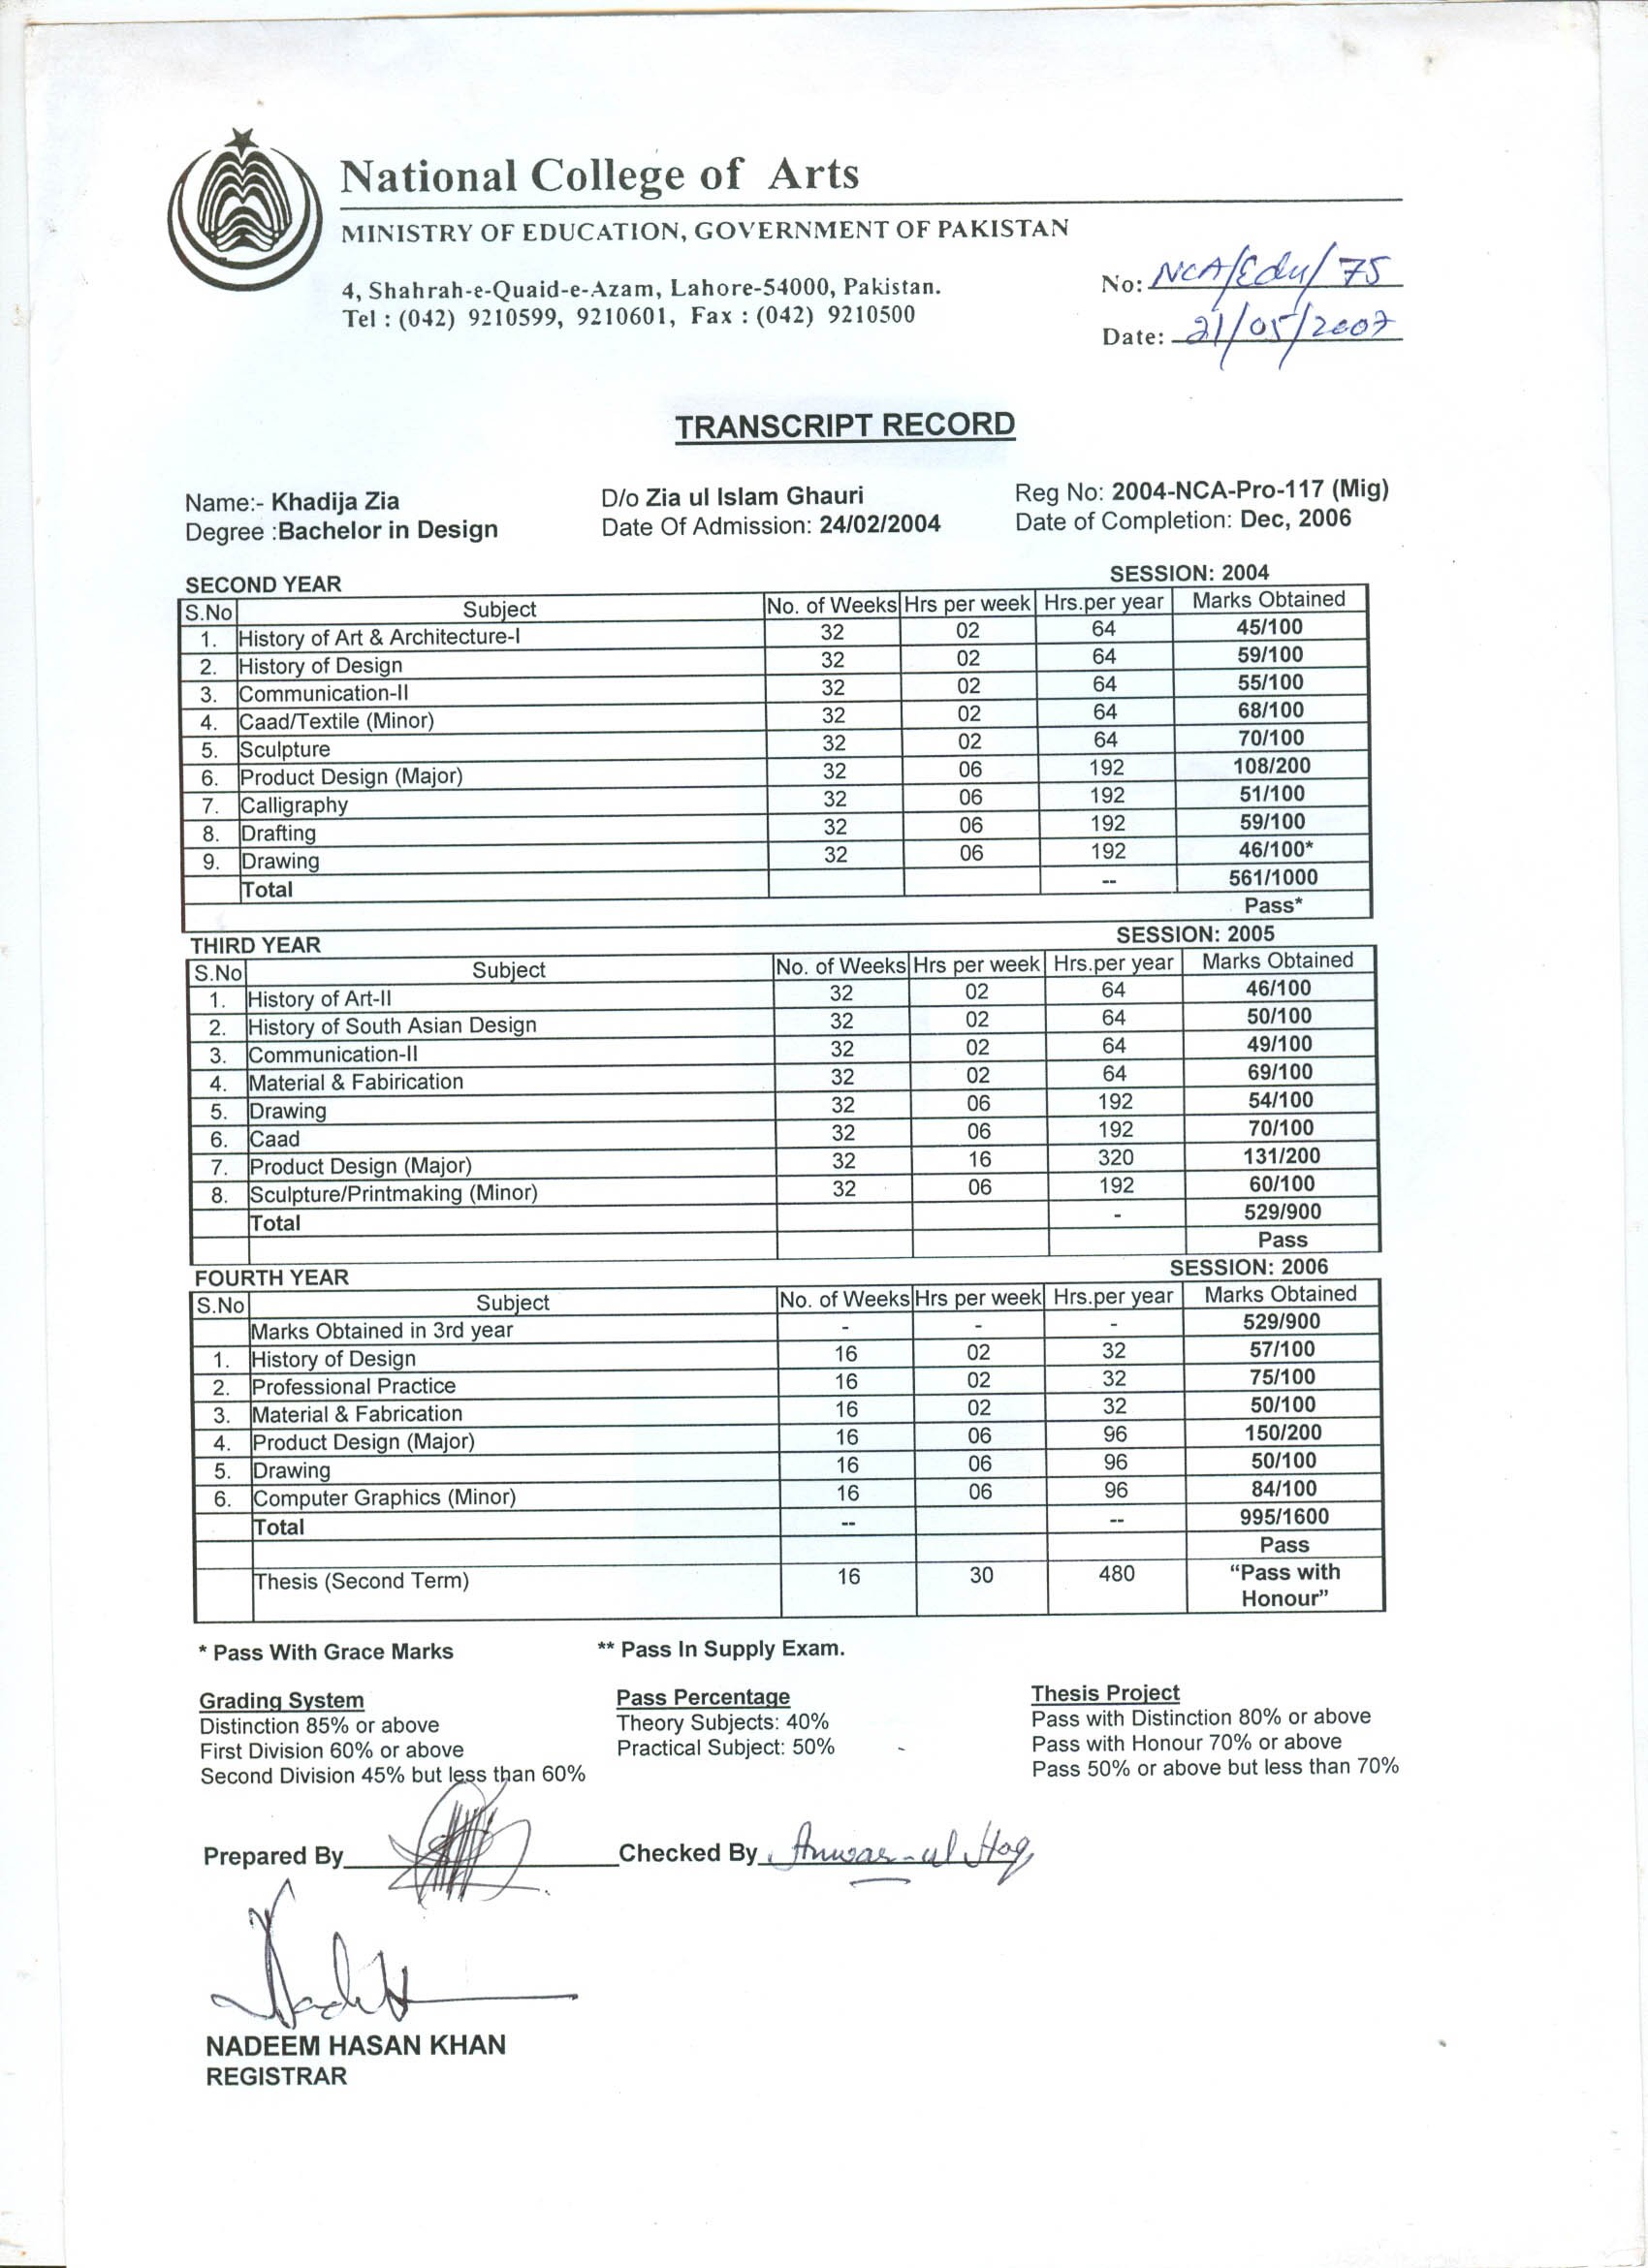 National College of Arts
MINISTRY OF EDUCATION, GOVERNMENT OF PAKISTAN
4, Shahrah-e-Quaid-e-Azam, Lahore-54000, Pakistan.
Tel : (042) 9210599, 9210601, Fax : (042) 9210500
No: NCA/Edu/75
Date: 21/05/2007
TRANSCRIPT RECORD
Name:- Khadija Zia D/o Zia ul Islam Ghauri Reg No: 2004-NCA-Pro-117 (Mig)
Degree :Bachelor in Design Date Of Admission: 24/02/2004 Date of Completion: Dec, 2006
SECOND YEAR SESSION: 2004
S.No Subject No. of Weeks Hrs per week Hrs.per year Marks Obtained
1. History of Art & Architecture-I 32 02 64 45/100
2. History of Design 32 02 64 59/100
3. Communication-II 32 02 64 55/100
4. Caad/Textile (Minor) 32 02 64 68/100
5. Sculpture 32 02 64 70/100
6. Product Design (Major) 32 06 192 108/200
7. Calligraphy 32 06 192 51/100
8. Drafting 32 06 192 59/100
9. Drawing 32 06 192 46/100*
Total -- 561/1000
Pass*
THIRD YEAR SESSION: 2005
S.No Subject No. of Weeks Hrs per week Hrs.per year Marks Obtained
1. History of Art-II 32 02 64 46/100
2. History of South Asian Design 32 02 64 50/100
3. Communication-II 32 02 64 49/100
4. Material & Fabirication 32 02 64 69/100
5. Drawing 32 06 192 54/100
6. Caad 32 06 192 70/100
7. Product Design (Major) 32 16 320 131/200
8. Sculpture/Printmaking (Minor) 32 06 192 60/100
Total - 529/900
Pass
FOURTH YEAR SESSION: 2006
S.No Subject No. of Weeks Hrs per week Hrs.per year Marks Obtained
Marks Obtained in 3rd year - - - 529/900
1. History of Design 16 02 32 57/100
2. Professional Practice 16 02 32 75/100
3. Material & Fabrication 16 02 32 50/100
4. Product Design (Major) 16 06 96 150/200
5. Drawing 16 06 96 50/100
6. Computer Graphics (Minor) 16 06 96 84/100
Total -- -- 995/1600
Pass
Thesis (Second Term) 16 30 480 “Pass with
Honour”
* Pass With Grace Marks ** Pass In Supply Exam.
Grading System Pass Percentage Thesis Project
Distinction 85% or above Theory Subjects: 40% Pass with Distinction 80% or above
First Division 60% or above Practical Subject: 50% Pass with Honour 70% or above
Second Division 45% but less than 60% Pass 50% or above but less than 70%
Prepared By Checked By Anwar-ul Haq
NADEEM HASAN KHAN
REGISTRAR